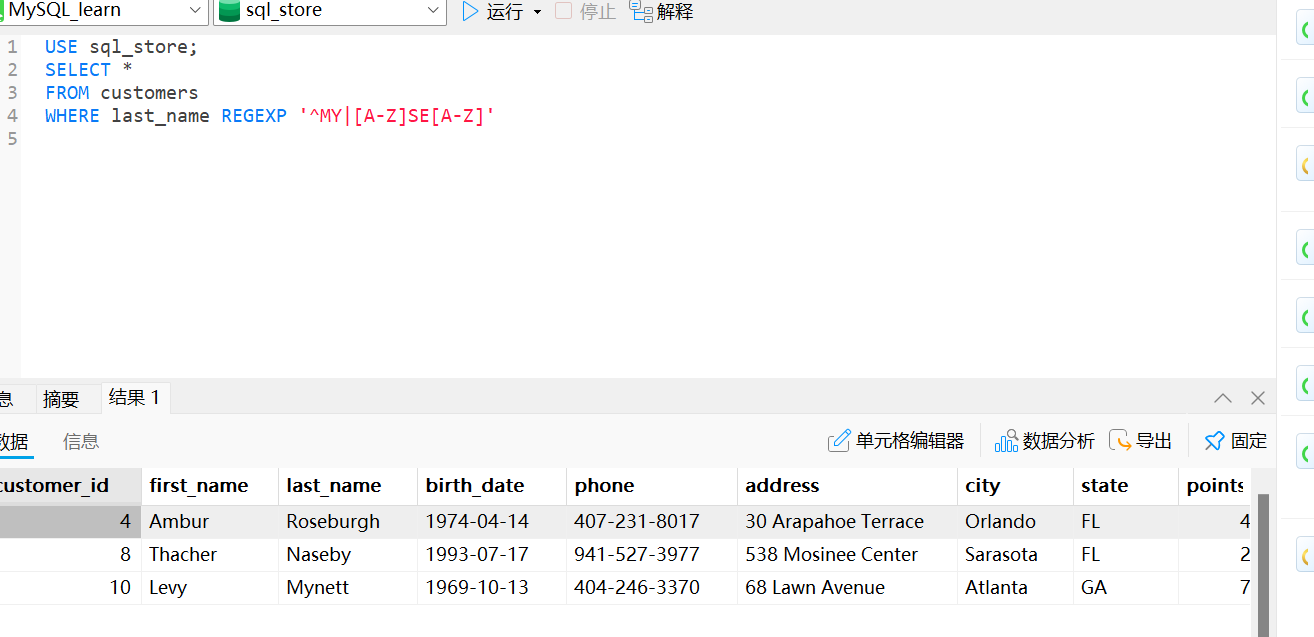 MySQL_learn sql_store 运行 停止 解释
1 USE sql_store;
2 SELECT *
3 FROM customers
4 WHERE last_name REGEXP '^MY|[A-Z]SE[A-Z]'
5
息 摘要 结果 1
数据 信息 单元格编辑器 数据分析 导出 固定
customer_id first_name last_name birth_date phone address city state points
4 Ambur Roseburgh 1974-04-14 407-231-8017 30 Arapahoe Terrace Orlando FL 4
8 Thacher Naseby 1993-07-17 941-527-3977 538 Mosinee Center Sarasota FL 2
10 Levy Mynett 1969-10-13 404-246-3370 68 Lawn Avenue Atlanta GA 7